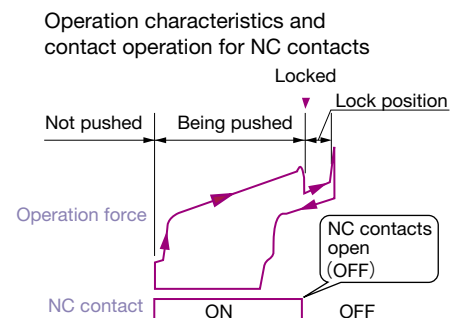 Operation characteristics and
contact operation for NC contacts
Locked
Lock position
Not pushed
Being pushed
Operation force
NC contacts
open
(OFF)
NC contact
ON
OFF